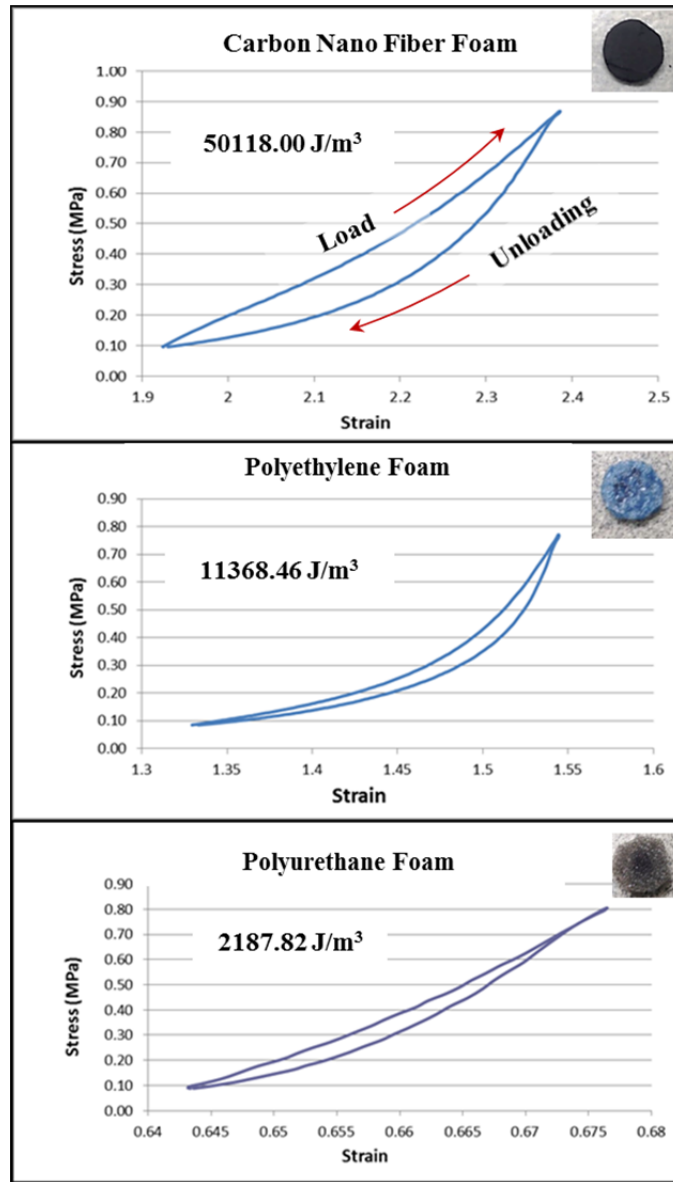 Carbon Nano Fiber Foam
1.00
0.90
0.80
0.70
0.60
0.50
0.40
0.30
0.20
0.10
0.00
Stress (MPa)
50118.00 J/m³
Load
Unloading
1.9 2 2.1 2.2 2.3 2.4 2.5
Strain
Polyethylene Foam
0.90
0.80
0.70
0.60
0.50
0.40
0.30
0.20
0.10
0.00
Stress (MPa)
11368.46 J/m³
1.3 1.35 1.4 1.45 1.5 1.55 1.6
Strain
Polyurethane Foam
0.90
0.80
0.70
0.60
0.50
0.40
0.30
0.20
0.10
0.00
Stress (MPa)
2187.82 J/m³
0.64 0.645 0.65 0.655 0.66 0.665 0.67 0.675 0.68
Strain